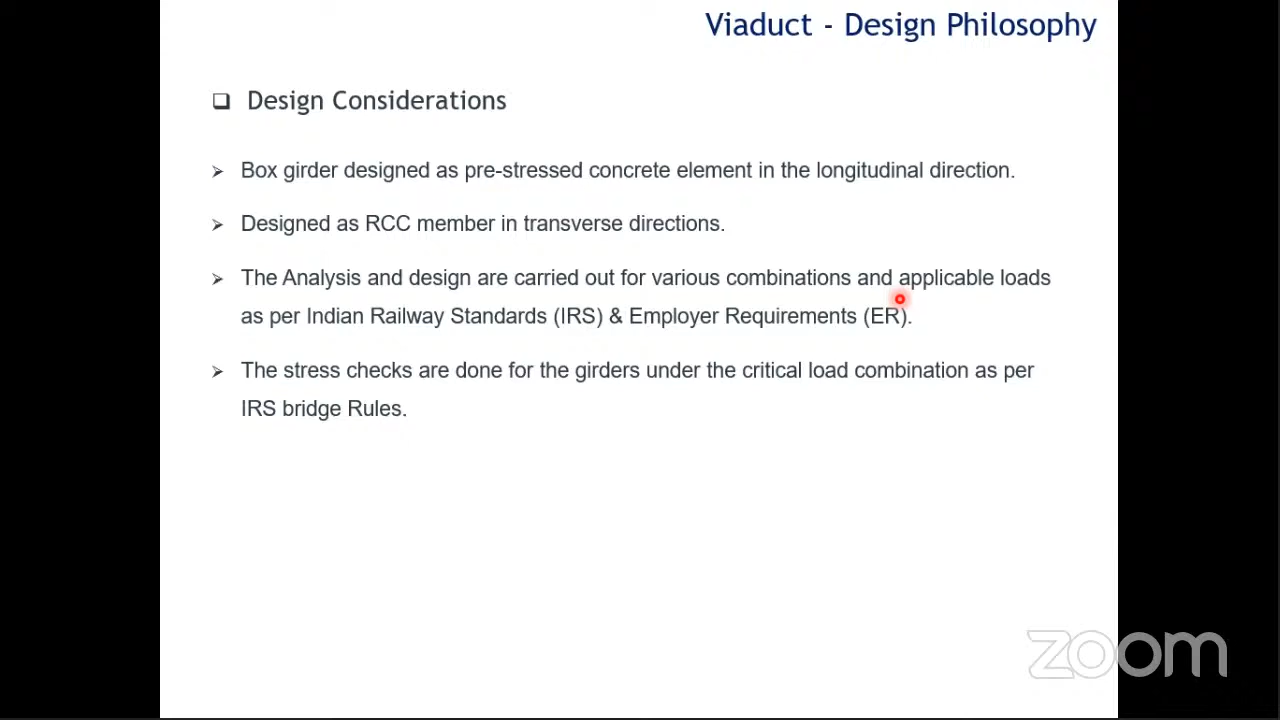 Viaduct - Design Philosophy
Design Considerations
Box girder designed as pre-stressed concrete element in the longitudinal direction.
Designed as RCC member in transverse directions.
The Analysis and design are carried out for various combinations and applicable loads
as per Indian Railway Standards (IRS) & Employer Requirements (ER).
The stress checks are done for the girders under the critical load combination as per
IRS bridge Rules.
zoom